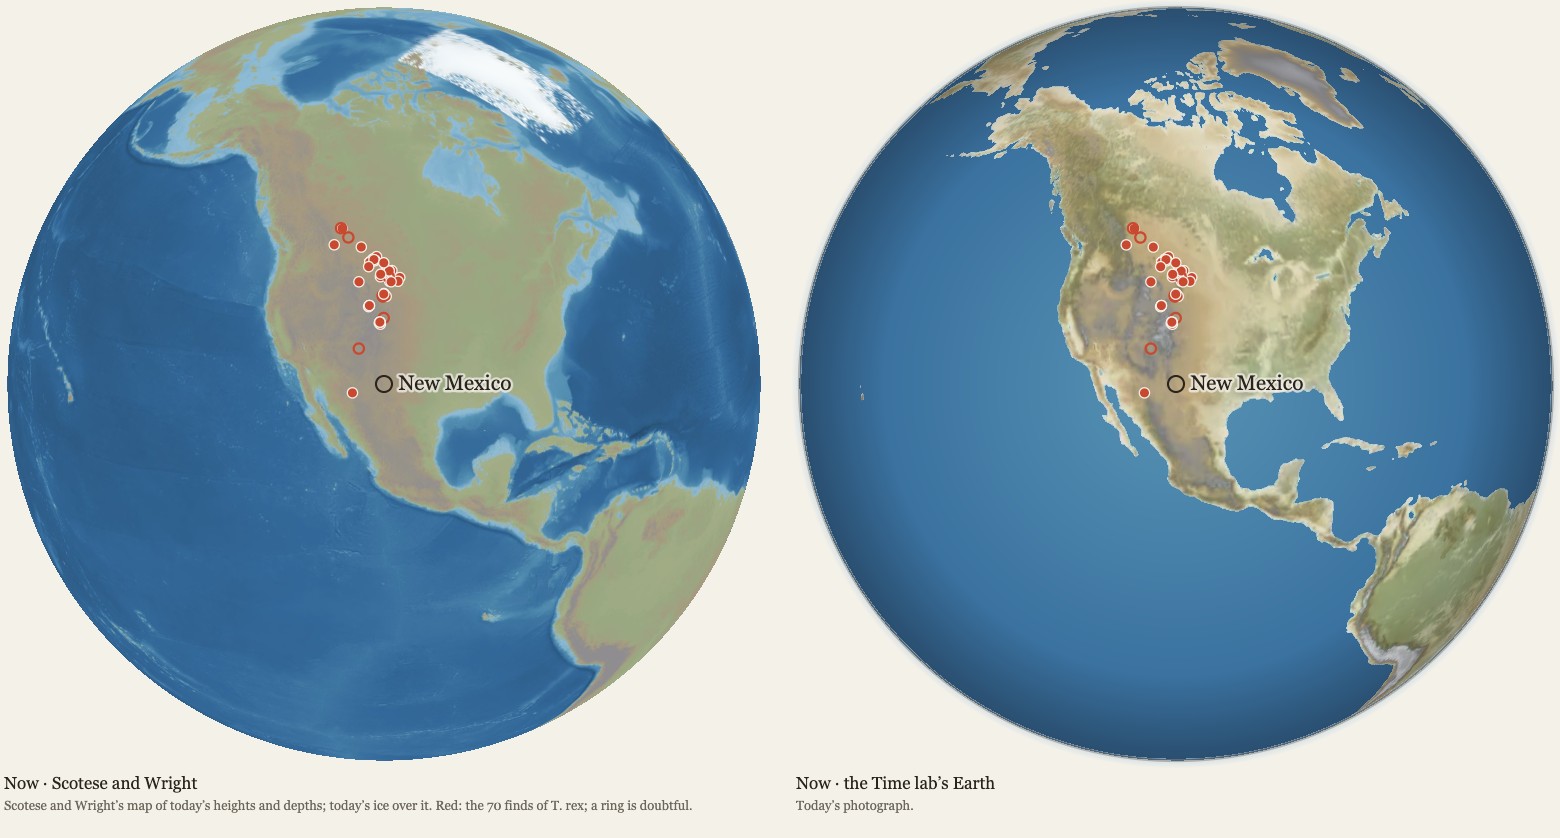 New Mexico
New Mexico
Now · Scotese and Wright
Scotese and Wright’s map of today’s heights and depths; today’s ice over it. Red: the 70 finds of T. rex; a ring is doubtful.
Now · the Time lab’s Earth
Today’s photograph.